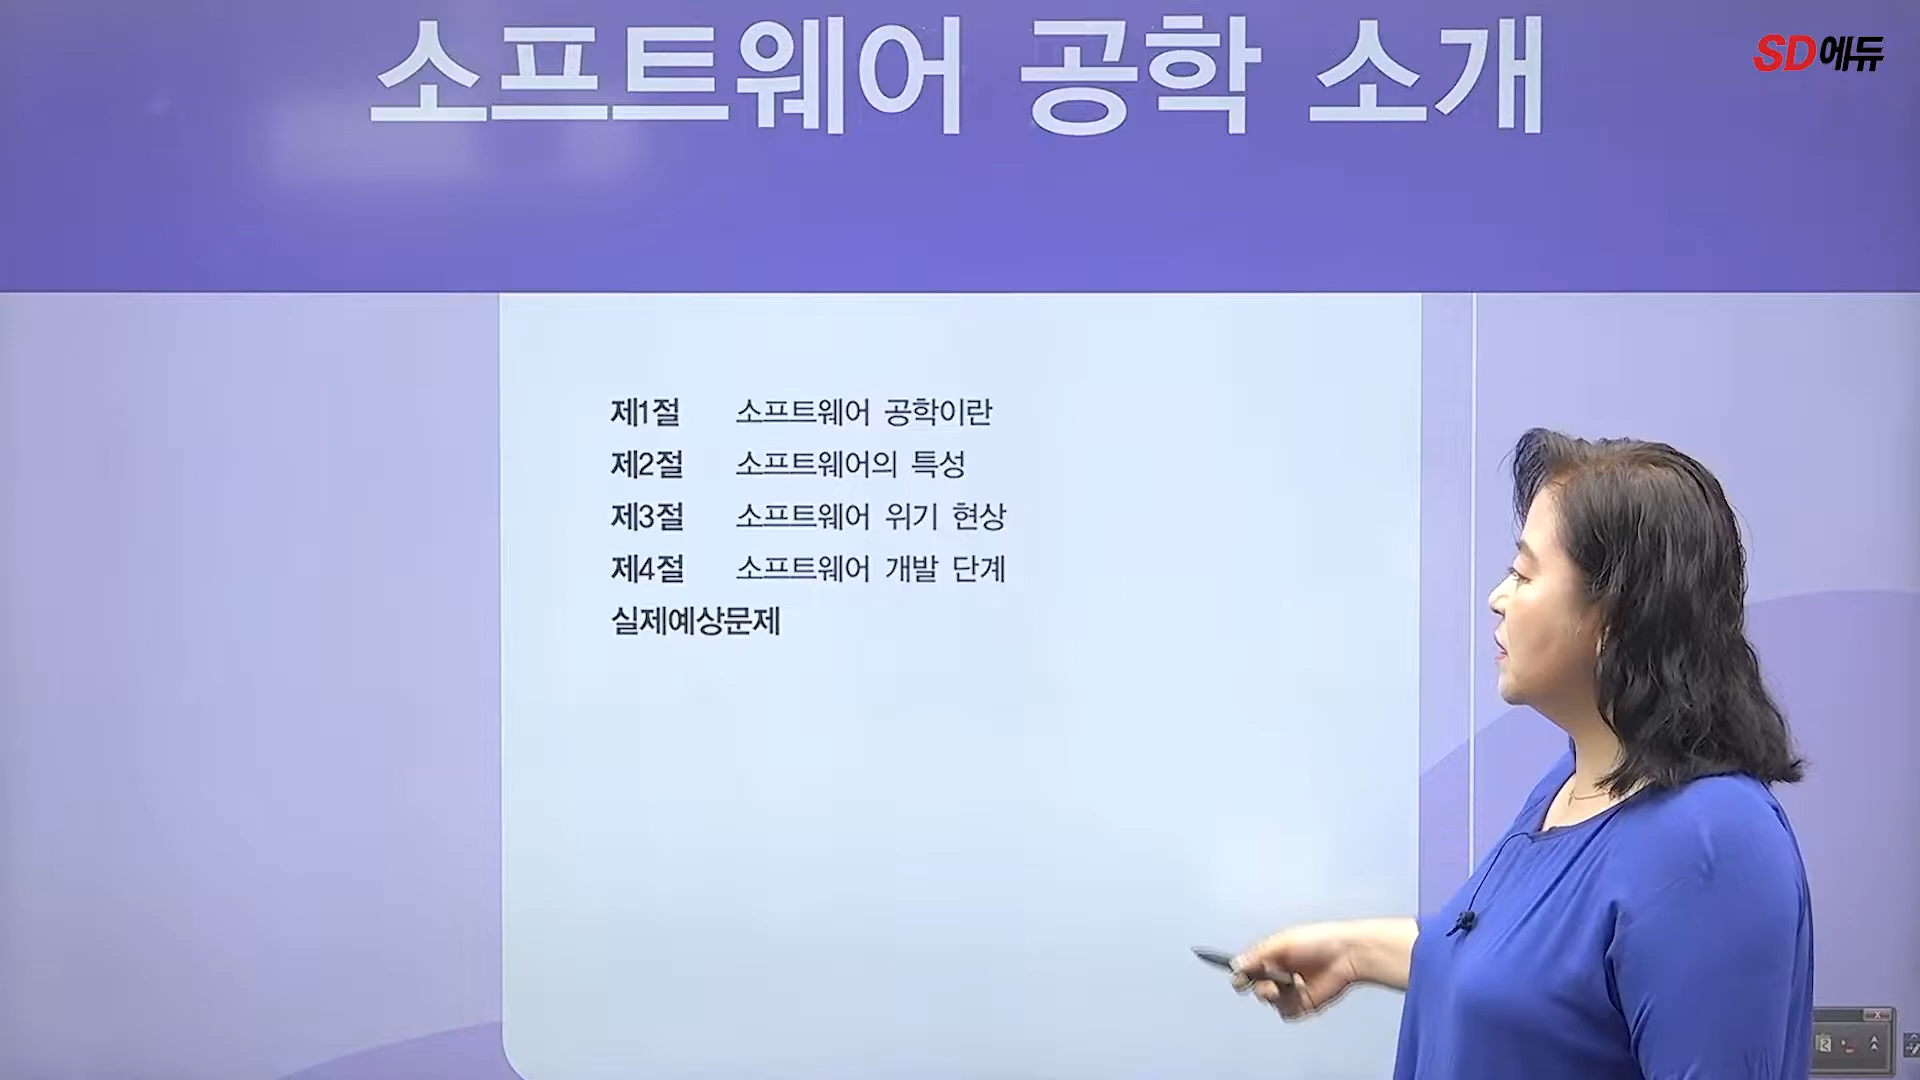 소프트웨어 공학 소개
SD에듀
제1절 소프트웨어 공학이란
제2절 소프트웨어의 특성
제3절 소프트웨어 위기 현상
제4절 소프트웨어 개발 단계
실제예상문제